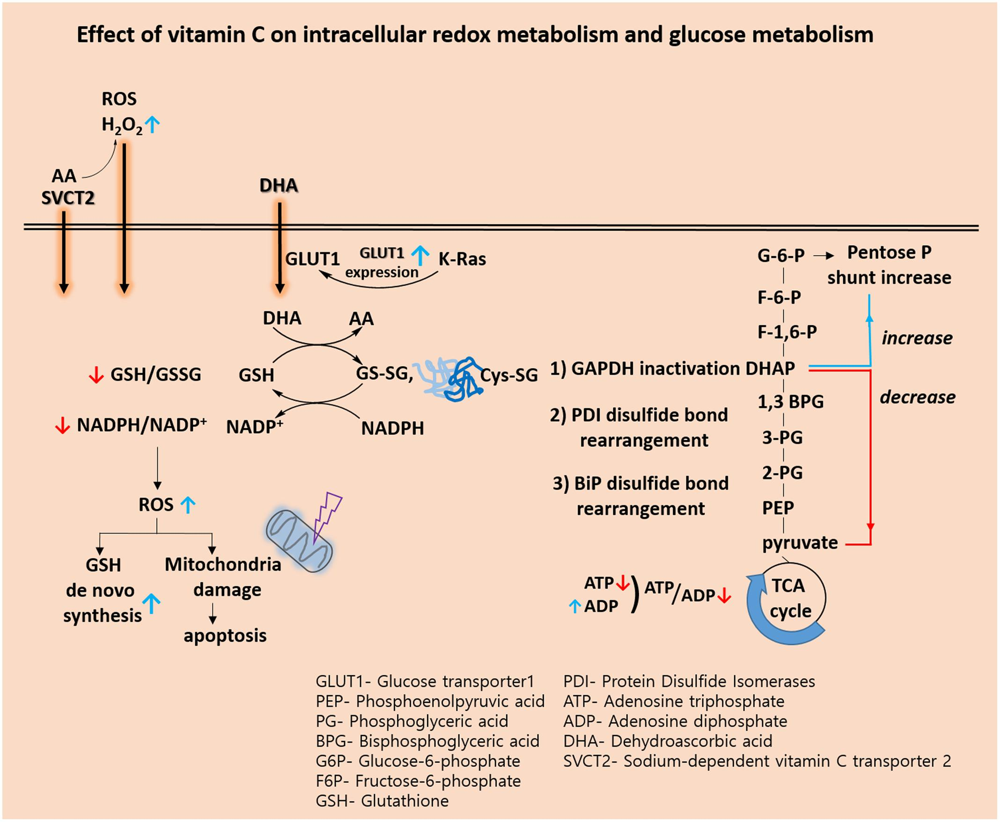 Effect of vitamin C on intracellular redox metabolism and glucose metabolism
ROS
H₂O₂
AA
SVCT2
DHA
GLUT1
GLUT1
expression
K-Ras
DHA
AA
GSH/GSSG
GSH
GS-SG,
Cys-SG
NADPH/NADP⁺
NADP⁺
NADPH
ROS
GSH
de novo
synthesis
Mitochondria
damage
apoptosis
1) GAPDH inactivation
2) PDI disulfide bond
rearrangement
3) BiP disulfide bond
rearrangement
G-6-P
Pentose P
shunt increase
F-6-P
F-1,6-P
increase
DHAP
decrease
1,3 BPG
3-PG
2-PG
PEP
pyruvate
TCA
cycle
ATP
ADP
) ATP/ADP
GLUT1- Glucose transporter1
PEP- Phosphoenolpyruvic acid
PG- Phosphoglyceric acid
BPG- Bisphosphoglyceric acid
G6P- Glucose-6-phosphate
F6P- Fructose-6-phosphate
GSH- Glutathione
PDI- Protein Disulfide Isomerases
ATP- Adenosine triphosphate
ADP- Adenosine diphosphate
DHA- Dehydroascorbic acid
SVCT2- Sodium-dependent vitamin C transporter 2